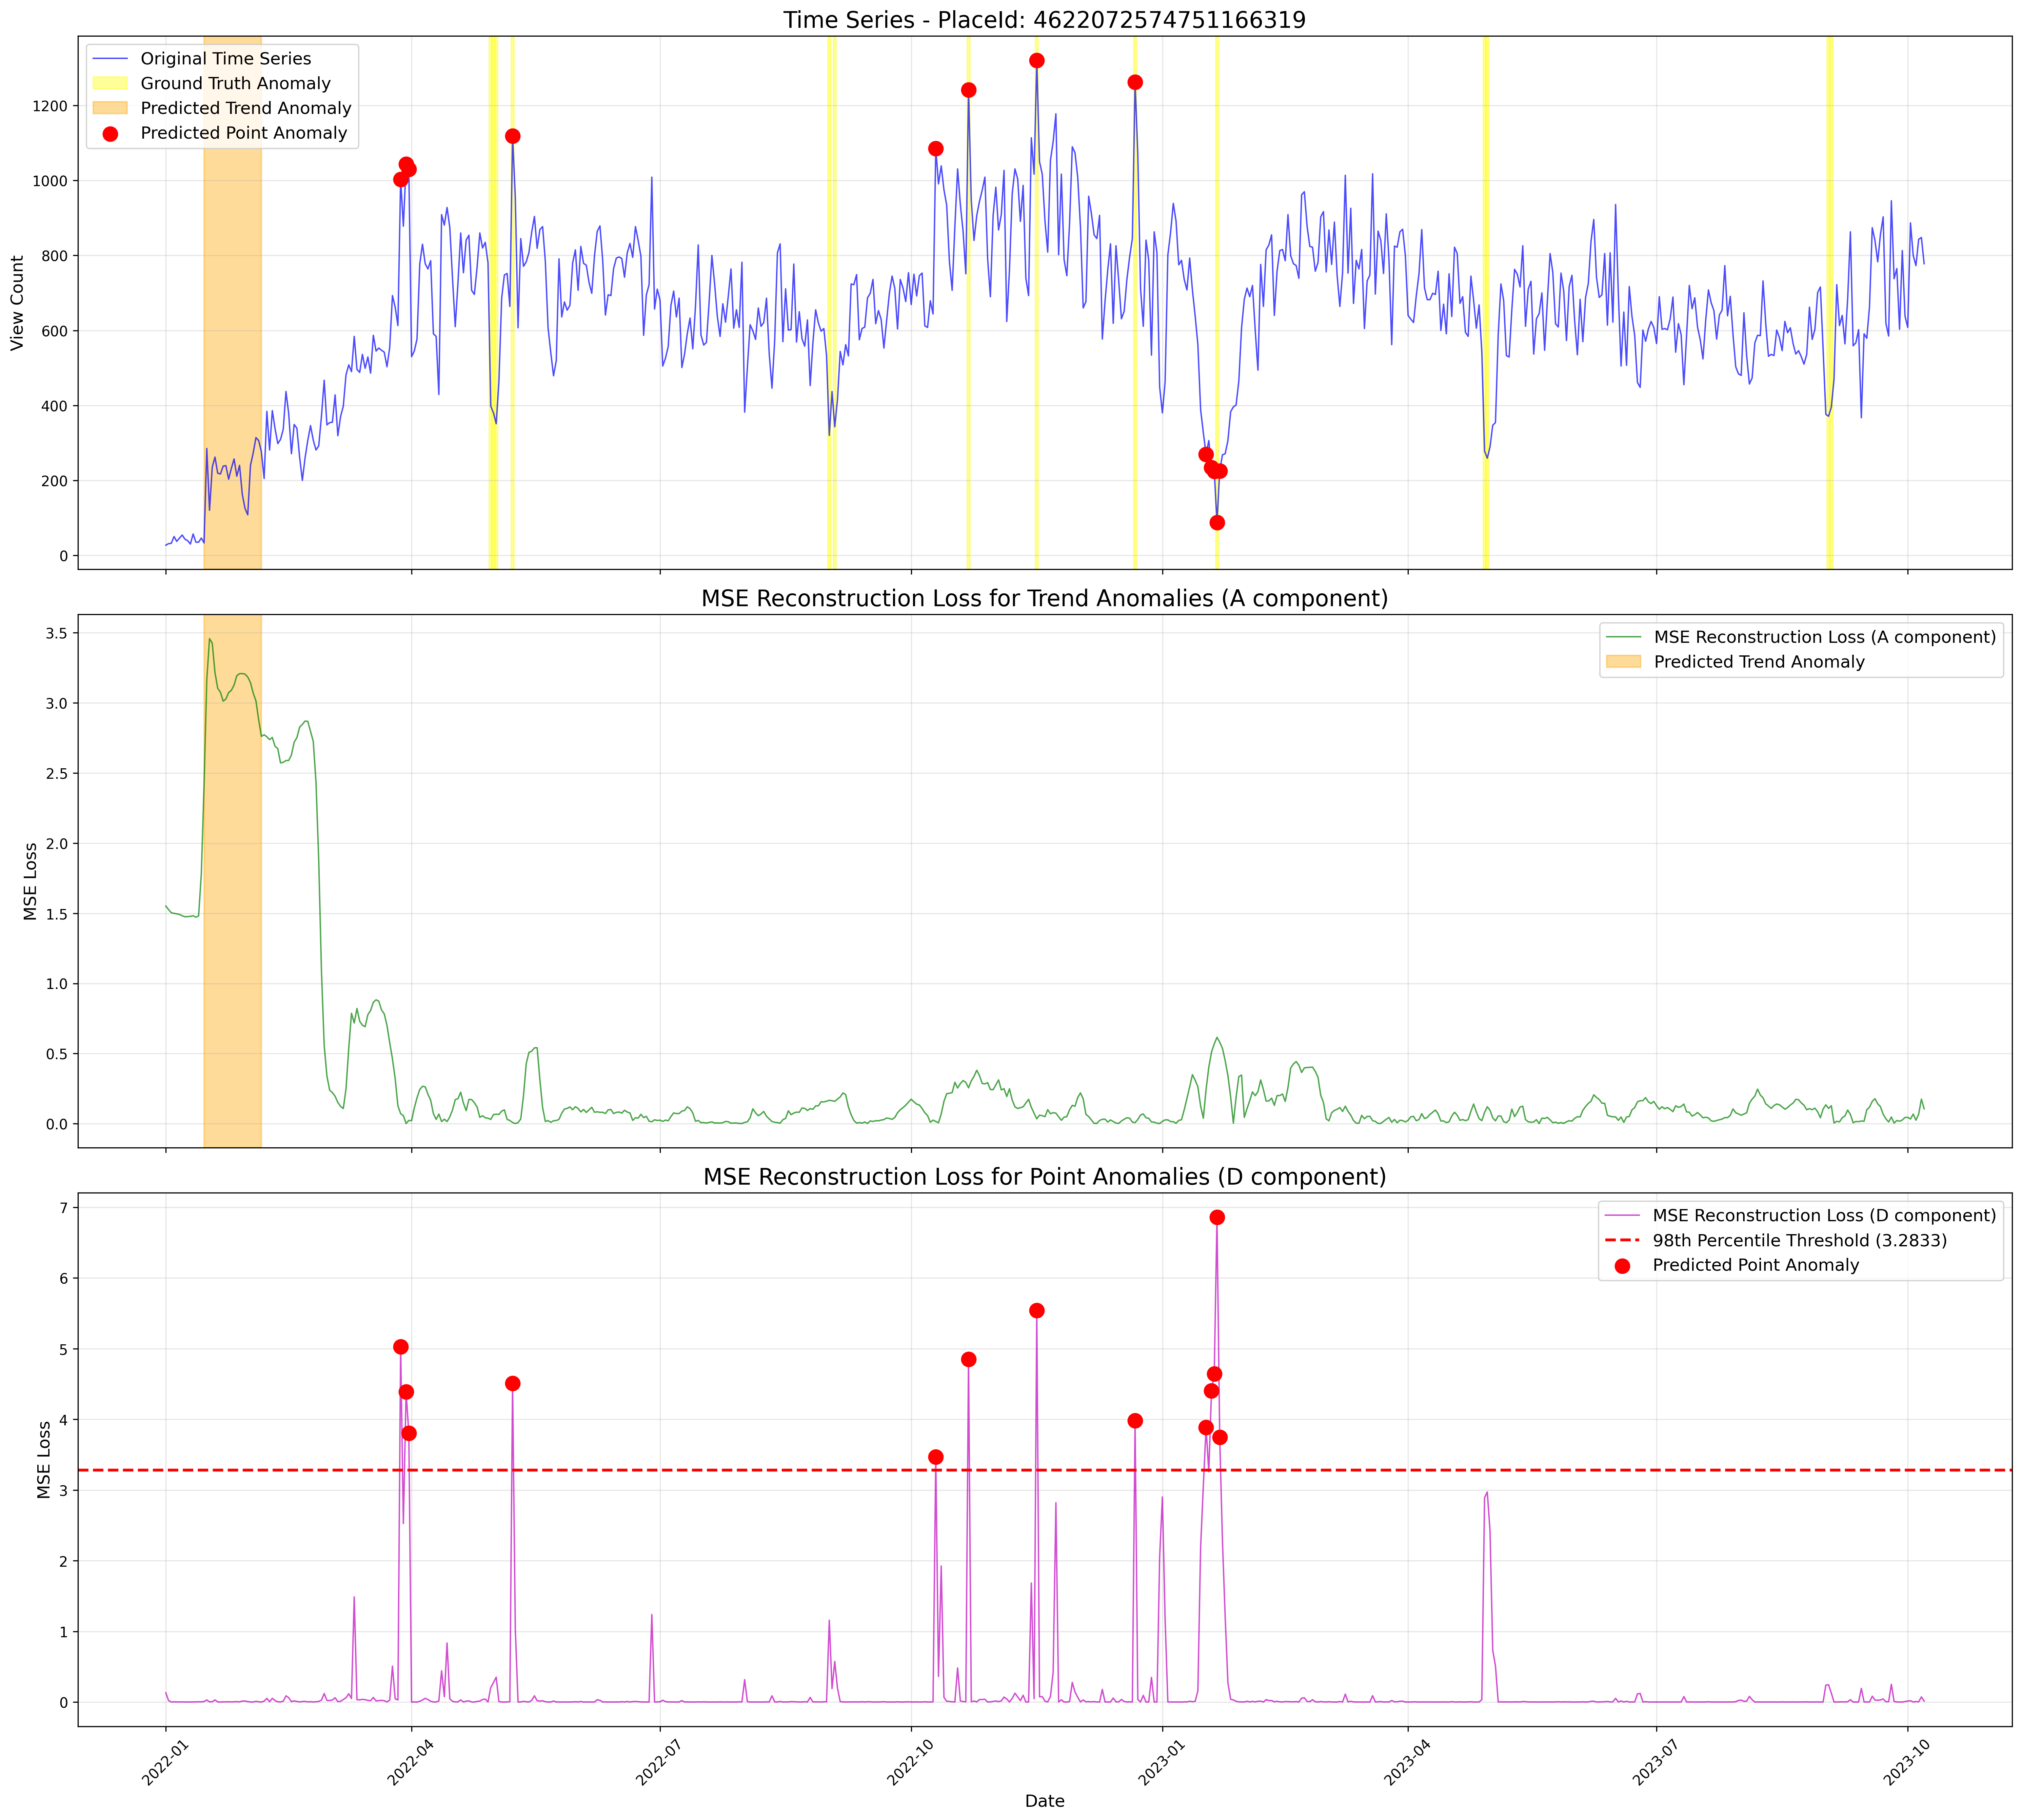 Time Series - PlaceId: 4622072574751166319
Original Time Series
Ground Truth Anomaly
Predicted Trend Anomaly
Predicted Point Anomaly
View Count
1200
1000
800
600
400
200
0
MSE Reconstruction Loss for Trend Anomalies (A component)
MSE Reconstruction Loss (A component)
Predicted Trend Anomaly
MSE Loss
3.5
3.0
2.5
2.0
1.5
1.0
0.5
0.0
MSE Reconstruction Loss for Point Anomalies (D component)
MSE Reconstruction Loss (D component)
98th Percentile Threshold (3.2833)
Predicted Point Anomaly
MSE Loss
7
6
5
4
3
2
1
0
2022-01
2022-04
2022-07
2022-10
2023-01
2023-04
2023-07
2023-10
Date